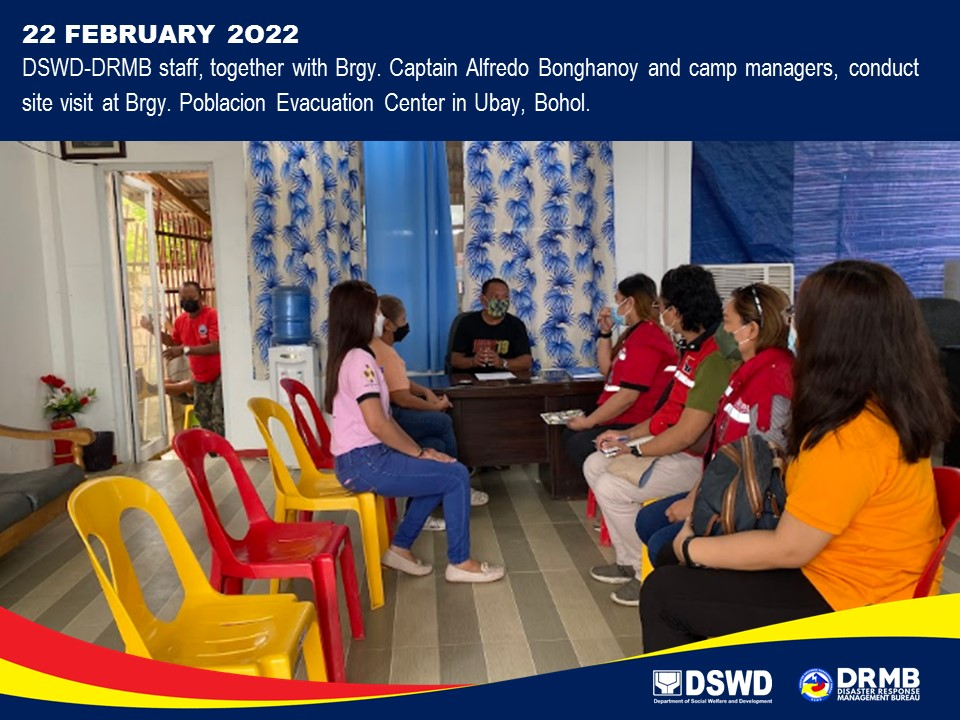 22 FEBRUARY 2022
DSWD-DRMB staff, together with Brgy. Captain Alfredo Bonghanoy and camp managers, conduct
site visit at Brgy. Poblacion Evacuation Center in Ubay, Bohol.
DSWD
Department of Social Welfare and Development
DRMB
DISASTER RESPONSE
MANAGEMENT BUREAU